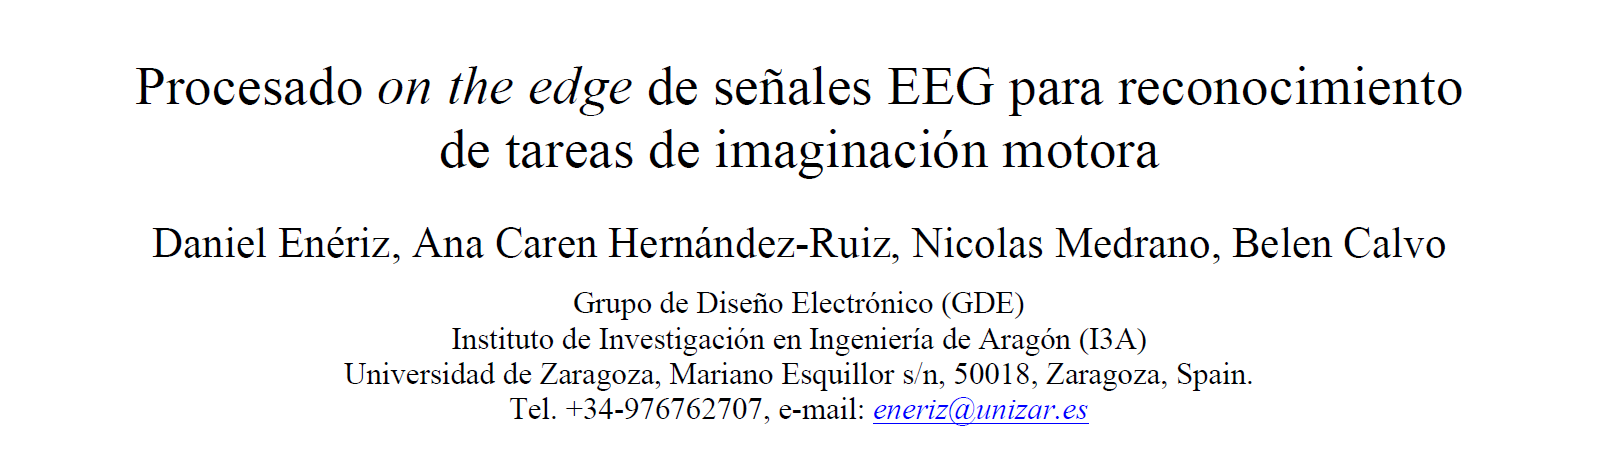 Procesado on the edge de señales EEG para reconocimiento
de tareas de imaginación motora
Daniel Enériz, Ana Caren Hernández-Ruiz, Nicolas Medrano, Belen Calvo
Grupo de Diseño Electrónico (GDE)
Instituto de Investigación en Ingeniería de Aragón (I3A)
Universidad de Zaragoza, Mariano Esquillor s/n, 50018, Zaragoza, Spain.
Tel. +34-976762707, e-mail: eneriz@unizar.es